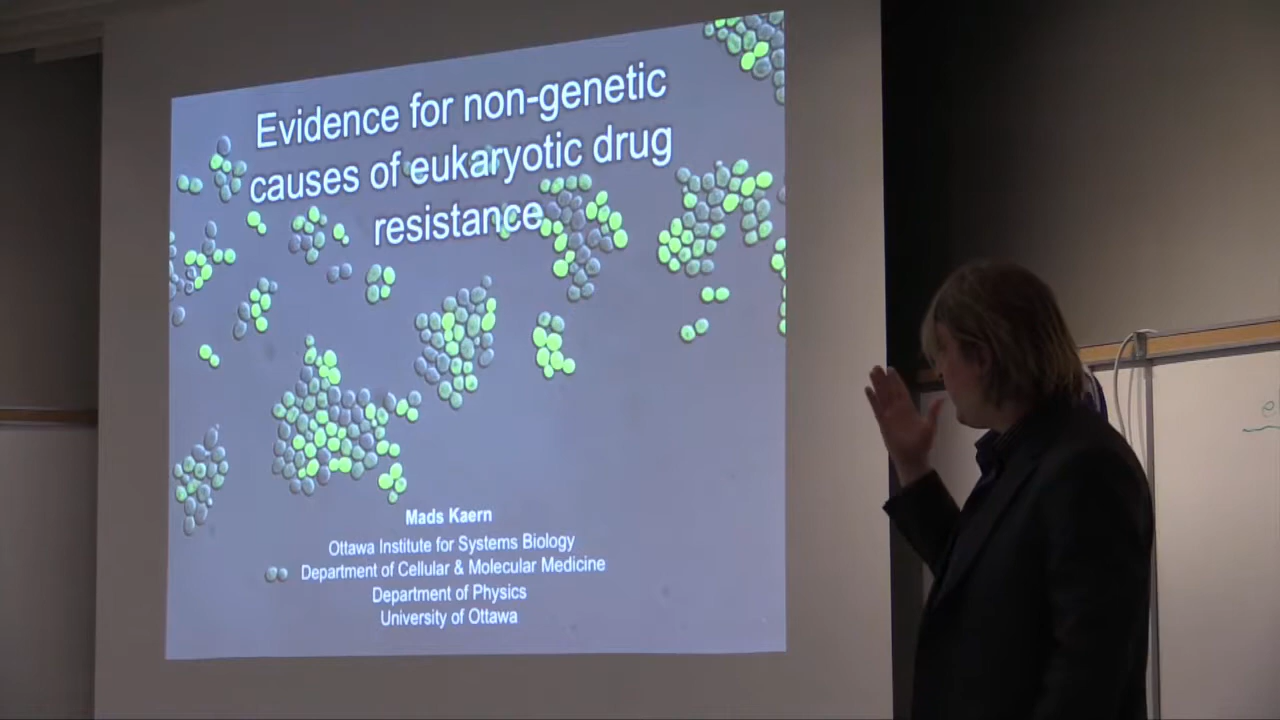 Evidence for non-genetic
causes of eukaryotic drug
resistance
Mads Kaern
Ottawa Institute for Systems Biology
Department of Cellular & Molecular Medicine
Department of Physics
University of Ottawa